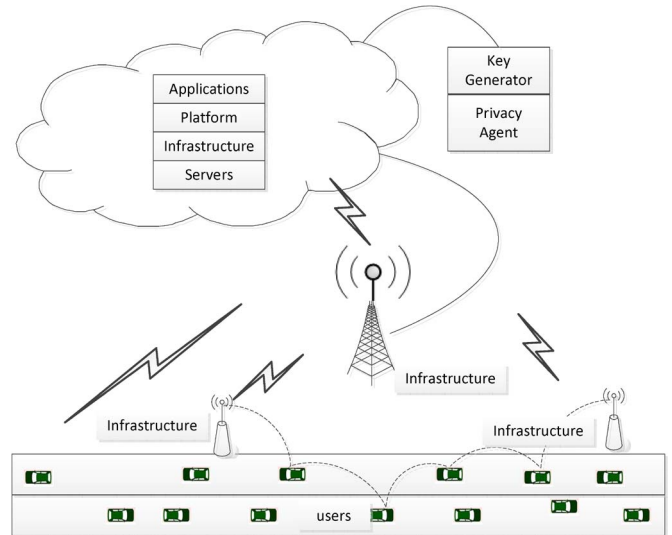 Applications
Platform
Infrastructure
Servers
Key
Generator
Privacy
Agent
Infrastructure
Infrastructure
Infrastructure
users